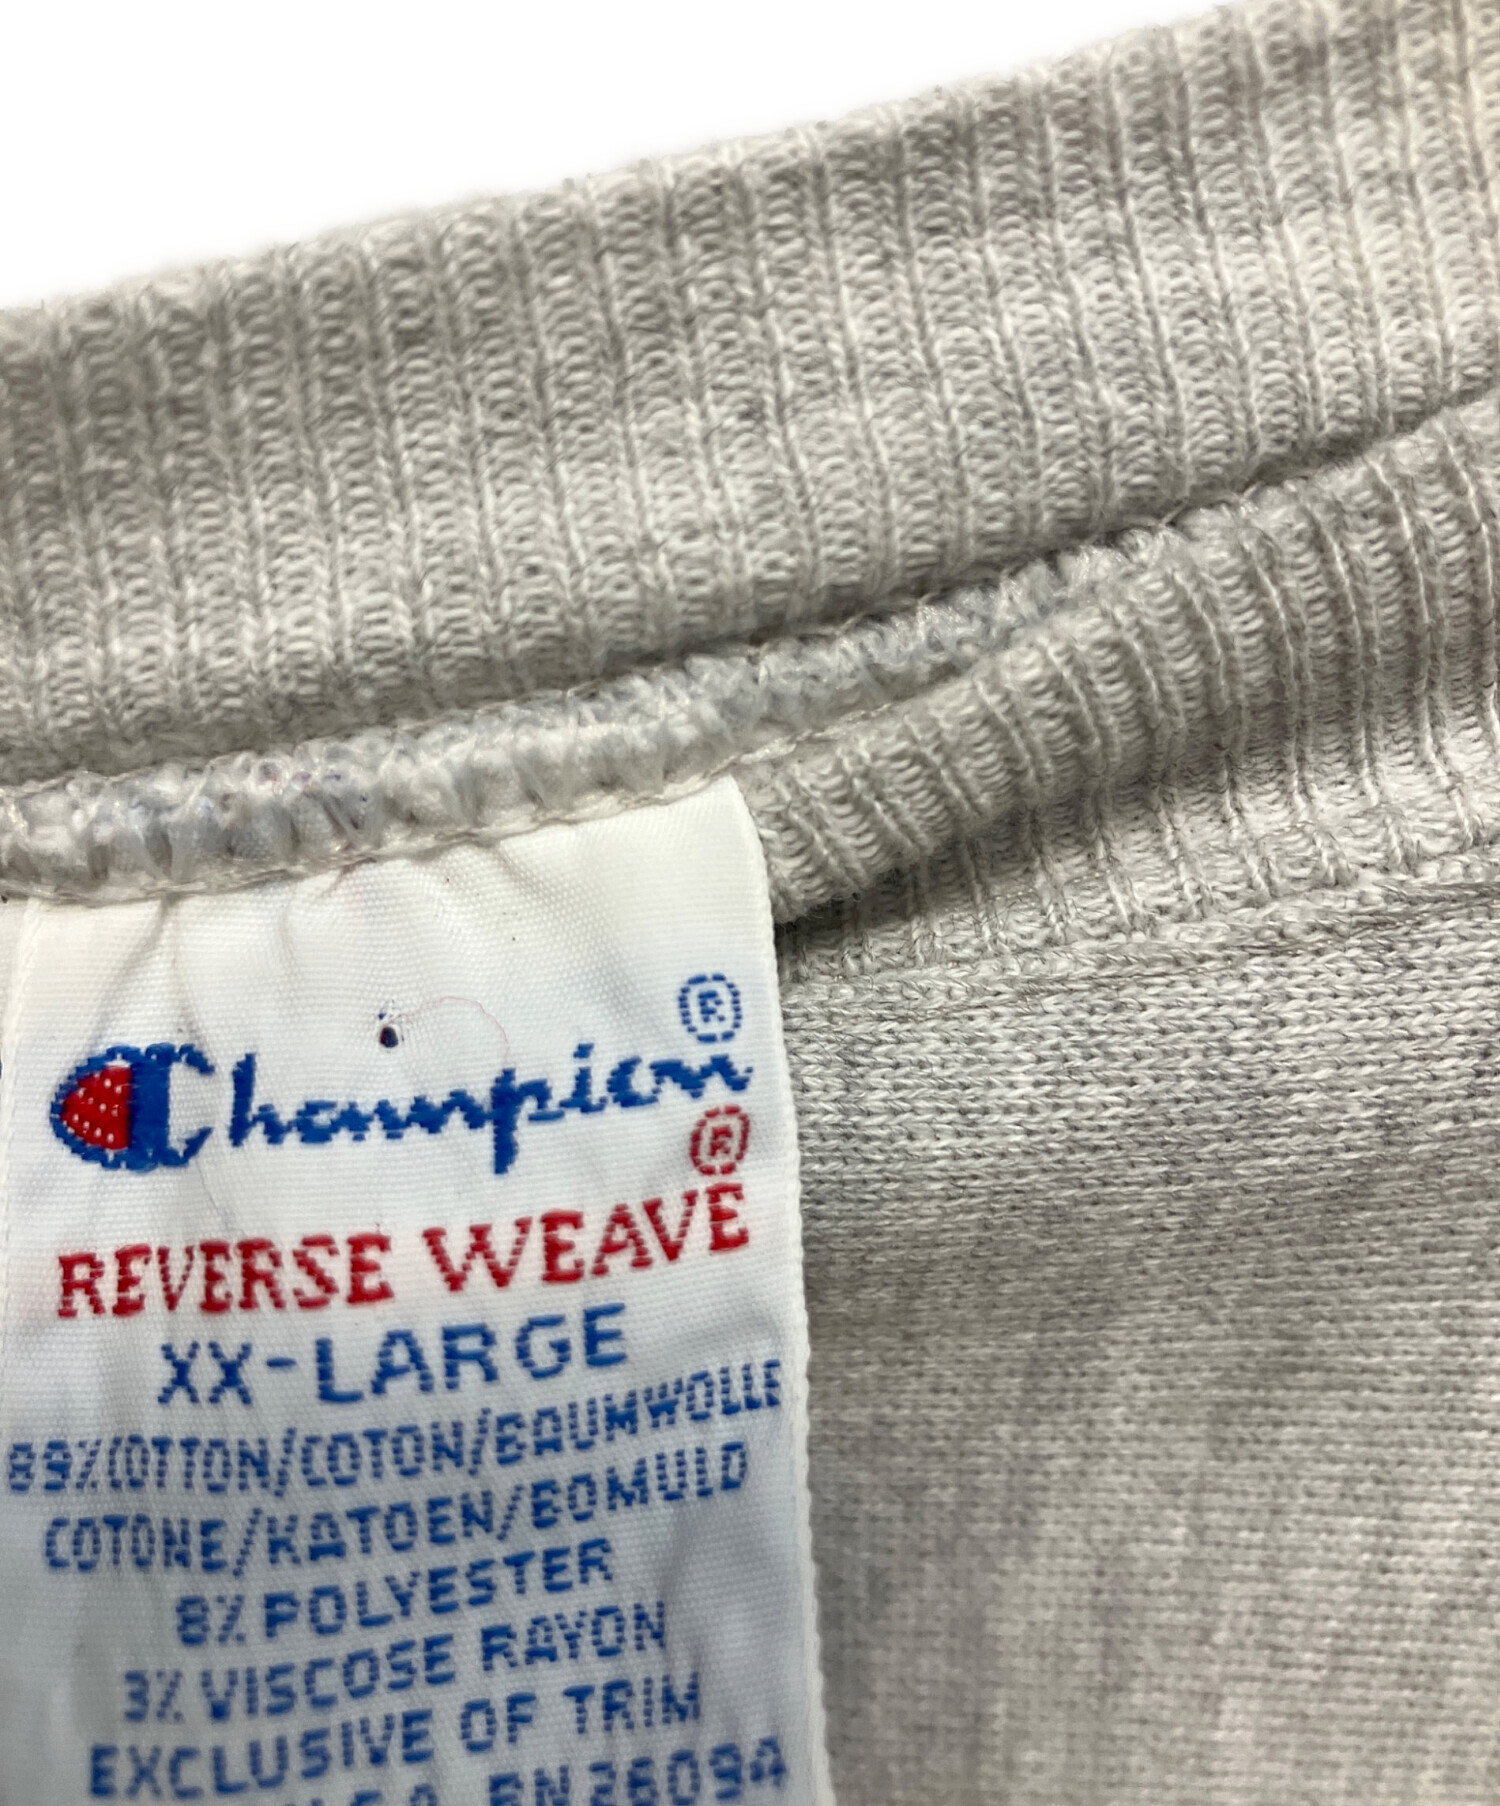 ®
Champion
®
REVERSE WEAVE
XX-LARGE
89%COTTON/COTON/BAUMWOLLE
COTONE/KATOEN/BOMULD
8% POLYESTER
3% VISCOSE RAYON
EXCLUSIVE OF TRIM
RN26094